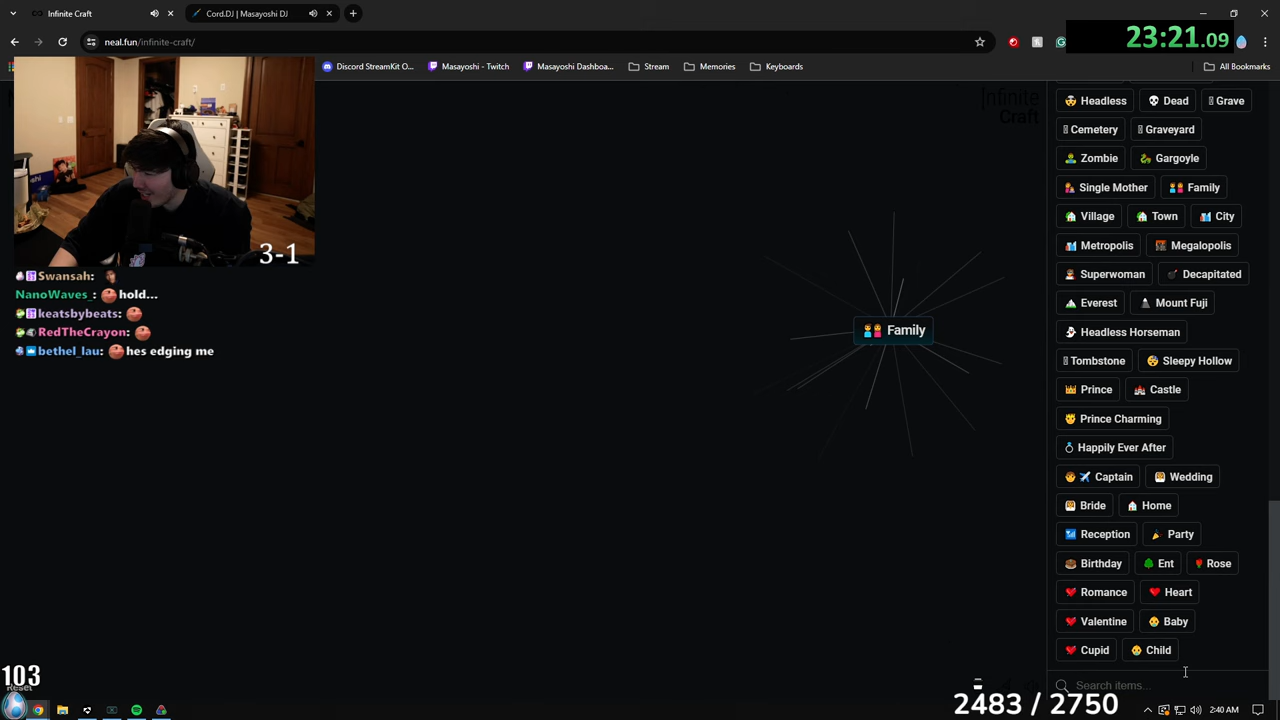 Infinite Craft
Cord.DJ | Masayoshi DJ
23:21.09
neal.fun/infinite-craft/
Discord StreamKit O...
Masayoshi - Twitch
Masayoshi Dashboa...
Stream
Memories
Keyboards
All Bookmarks
Infinite
Craft
3-1
Swansah:
NanoWaves_: hold...
keatsbybeats:
RedTheCrayon:
bethel_lau: hes edging me
Family
Headless Dead Grave
Cemetery Graveyard
Zombie Gargoyle
Single Mother Family
Village Town City
Metropolis Megalopolis
Superwoman Decapitated
Everest Mount Fuji
Headless Horseman
Tombstone Sleepy Hollow
Prince Castle
Prince Charming
Happily Ever After
Captain Wedding
Bride Home
Reception Party
Birthday Ent Rose
Romance Heart
Valentine Baby
Cupid Child
Search items...
103
Reset
2483 / 2750
2:40 AM